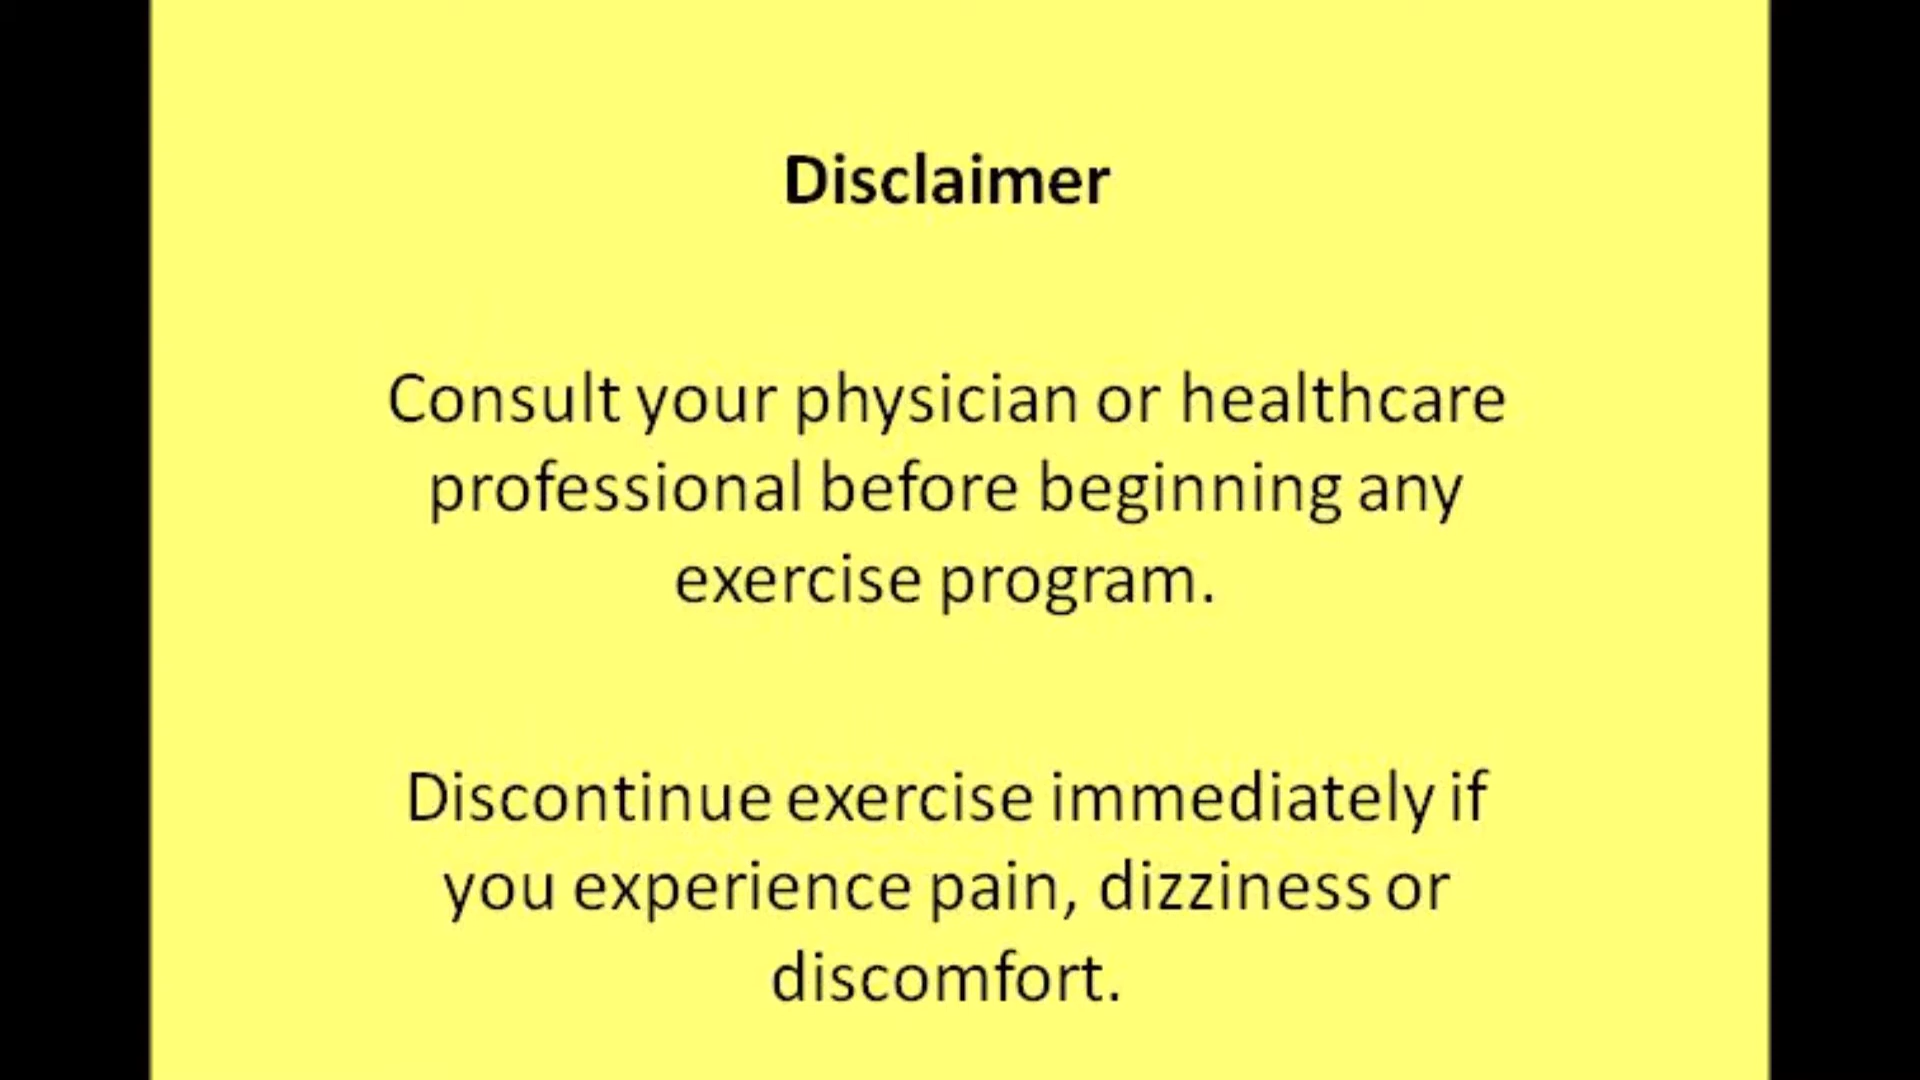 Disclaimer
Consult your physician or healthcare
professional before beginning any
exercise program.
Discontinue exercise immediately if
you experience pain, dizziness or
discomfort.